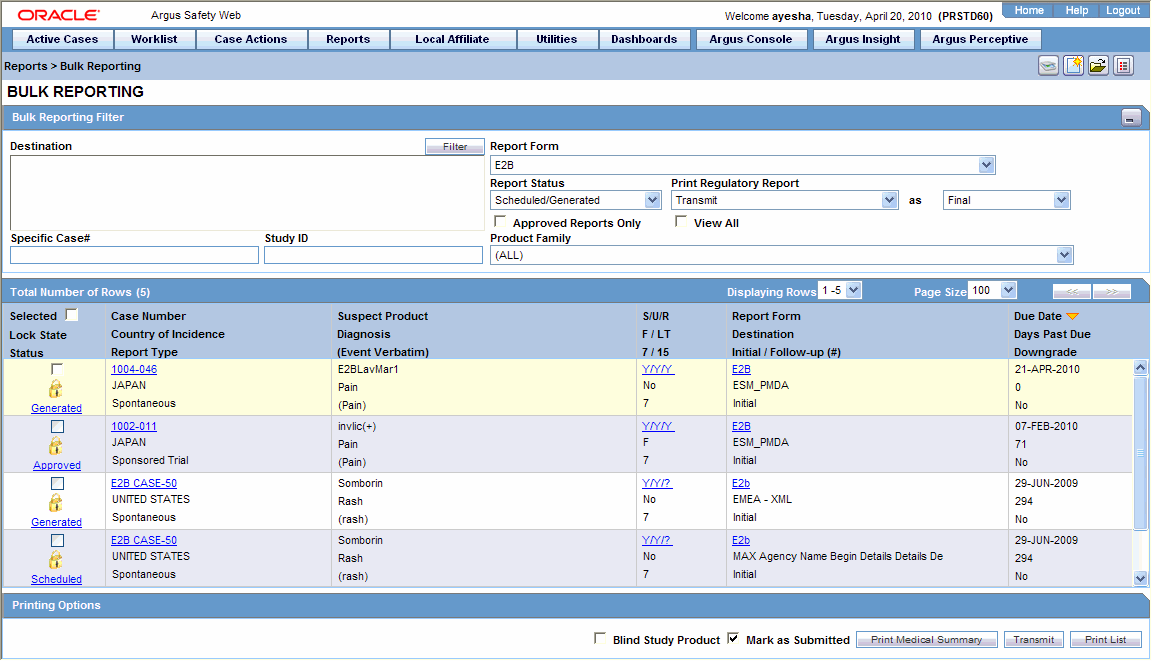 ORACLE Argus Safety Web Welcome ayesha, Tuesday, April 20, 2010 (PRSTD60) Home Help Logout
Active Cases Worklist Case Actions Reports Local Affiliate Utilities Dashboards Argus Console Argus Insight Argus Perceptive
Reports > Bulk Reporting
BULK REPORTING
Bulk Reporting Filter
Destination Filter Report Form
E2B
Report Status Print Regulatory Report
Scheduled/Generated Transmit as Final
Approved Reports Only View All
Specific Case# Study ID Product Family
(ALL)
Total Number of Rows (5) Displaying Rows 1 -5 Page Size 100 << >>
Selected Case Number Suspect Product S/U/R Report Form Due Date
Lock State Country of Incidence Diagnosis F / LT Destination Days Past Due
Status Report Type (Event Verbatim) 7 / 15 Initial / Follow-up (#) Downgrade
1004-046 E2BLavMar1 Y/Y/Y E2B 21-APR-2010
JAPAN Pain No ESM_PMDA 0
Generated Spontaneous (Pain) 7 Initial No
1002-011 invlic(+) Y/Y/Y E2B 07-FEB-2010
JAPAN Pain F ESM_PMDA 71
Approved Sponsored Trial (Pain) 7 Initial No
E2B CASE-50 Somborin Y/Y/? E2b 29-JUN-2009
UNITED STATES Rash No EMEA - XML 294
Generated Spontaneous (rash) 7 Initial No
E2B CASE-50 Somborin Y/Y/? E2b 29-JUN-2009
UNITED STATES Rash No MAX Agency Name Begin Details Details De 294
Scheduled Spontaneous (rash) 7 Initial No
Printing Options
Blind Study Product Mark as Submitted Print Medical Summary Transmit Print List